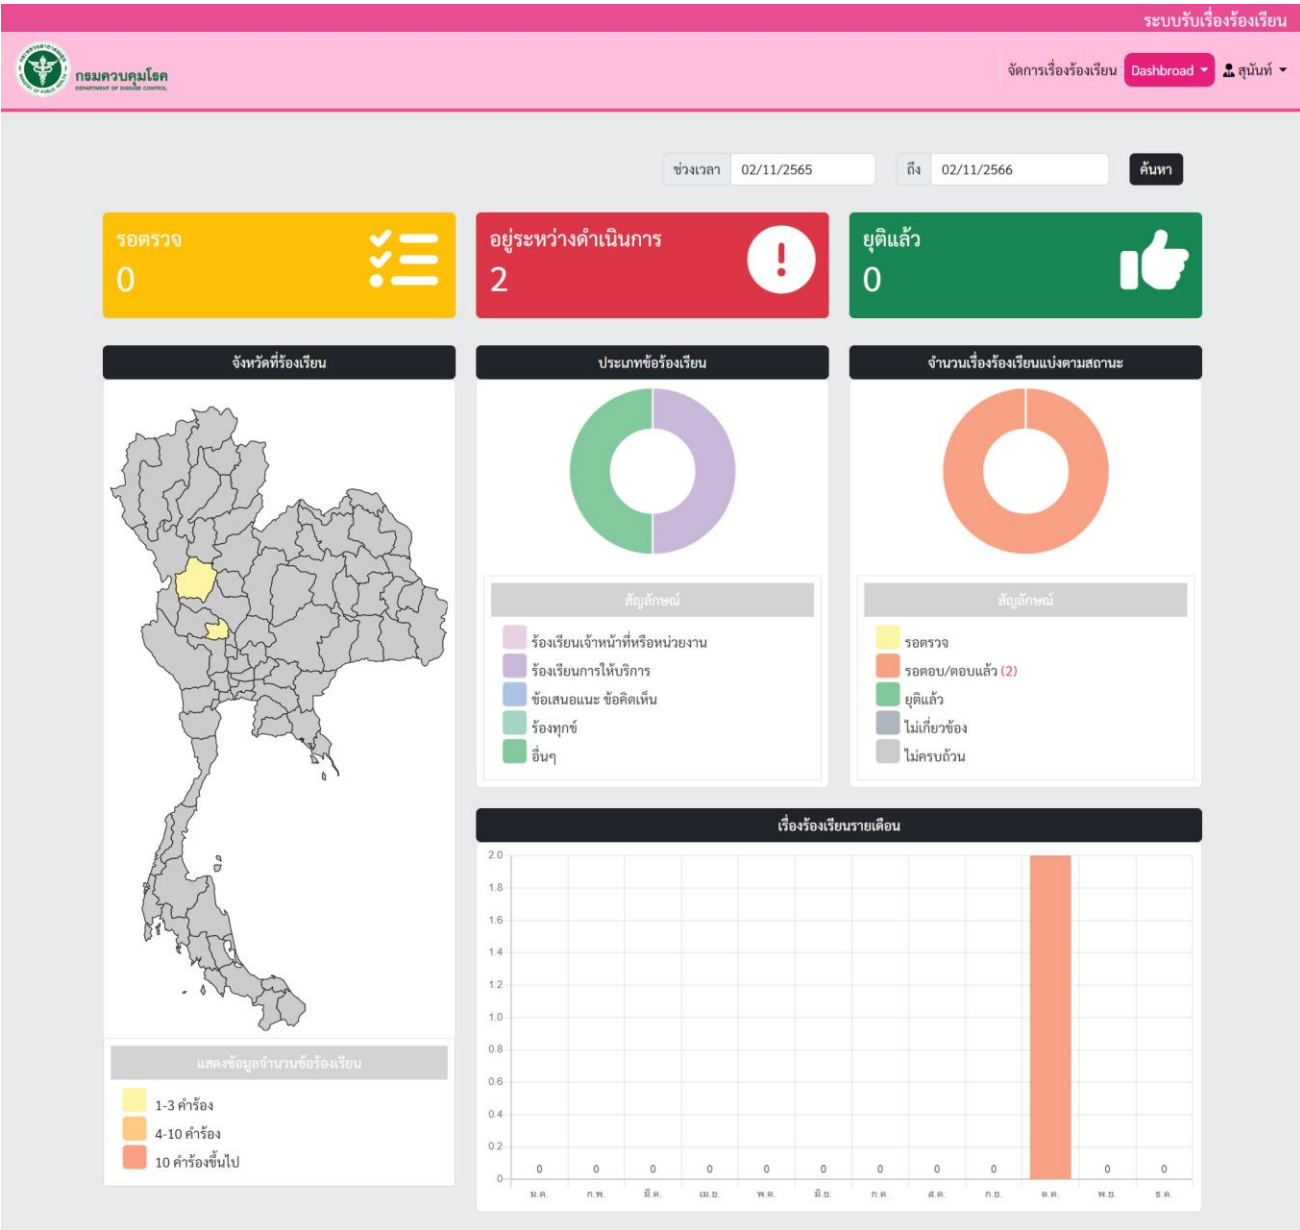 ระบบรับเรื่องร้องเรียน
กรมควบคุมโรค
DEPARTMENT OF DISEASE CONTROL
จัดการเรื่องร้องเรียน Dashbroad สุนันท์
ช่วงเวลา 02/11/2565 ถึง 02/11/2566 ค้นหา
รอตรวจ
0
อยู่ระหว่างดำเนินการ
2
ยุติแล้ว
0
จังหวัดที่ร้องเรียน
แสดงข้อมูลจำนวนข้อร้องเรียน
1-3 คำร้อง
4-10 คำร้อง
10 คำร้องขึ้นไป
ประเภทข้อร้องเรียน
สัญลักษณ์
ร้องเรียนเจ้าหน้าที่หรือหน่วยงาน
ร้องเรียนการให้บริการ
ข้อเสนอแนะ ข้อคิดเห็น
ร้องทุกข์
อื่นๆ
จำนวนเรื่องร้องเรียนแบ่งตามสถานะ
สัญลักษณ์
รอตรวจ
รอตอบ/ตอบแล้ว (2)
ยุติแล้ว
ไม่เกี่ยวข้อง
ไม่ครบถ้วน
เรื่องร้องเรียนรายเดือน
2.0
1.8
1.6
1.4
1.2
1.0
0.8
0.6
0.4
0.2
0
0 0 0 0 0 0 0 0 0 0 0
ม.ค. ก.พ. มี.ค. เม.ย. พ.ค. มิ.ย. ก.ค. ส.ค. ก.ย. ต.ค. พ.ย. ธ.ค.